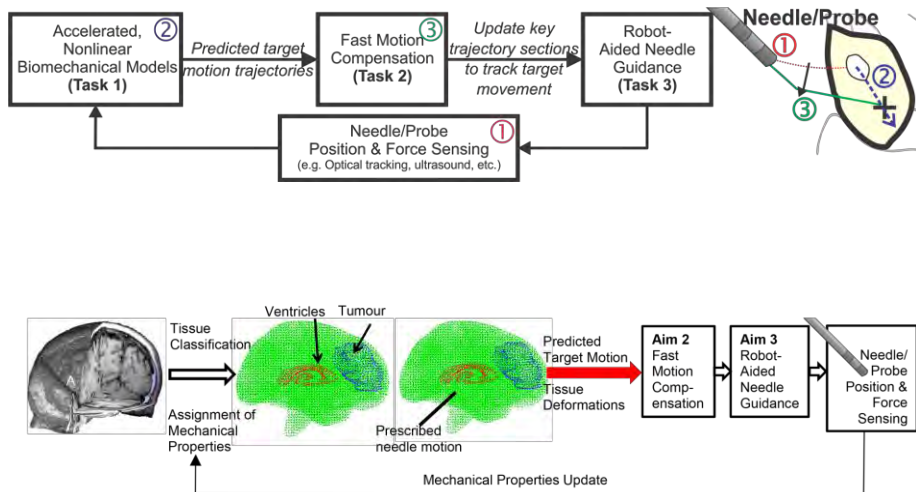 Accelerated,
Nonlinear
Biomechanical Models
(Task 1)
②
Predicted target
motion trajectories
Fast Motion
Compensation
(Task 2)
③
Update key
trajectory sections
to track target
movement
Robot-
Aided Needle
Guidance
(Task 3)
Needle/Probe
①
②
③
Needle/Probe
Position & Force Sensing
(e.g. Optical tracking, ultrasound, etc.)
①
Tissue
Classification
Assignment of
Mechanical
Properties
Ventricles
Tumour
Prescribed
needle motion
Predicted
Target Motion
Tissue
Deformations
Aim 2
Fast
Motion
Comp-
ensation
Aim 3
Robot-
Aided
Needle
Guidance
Needle/
Probe
Position &
Force
Sensing
Mechanical Properties Update